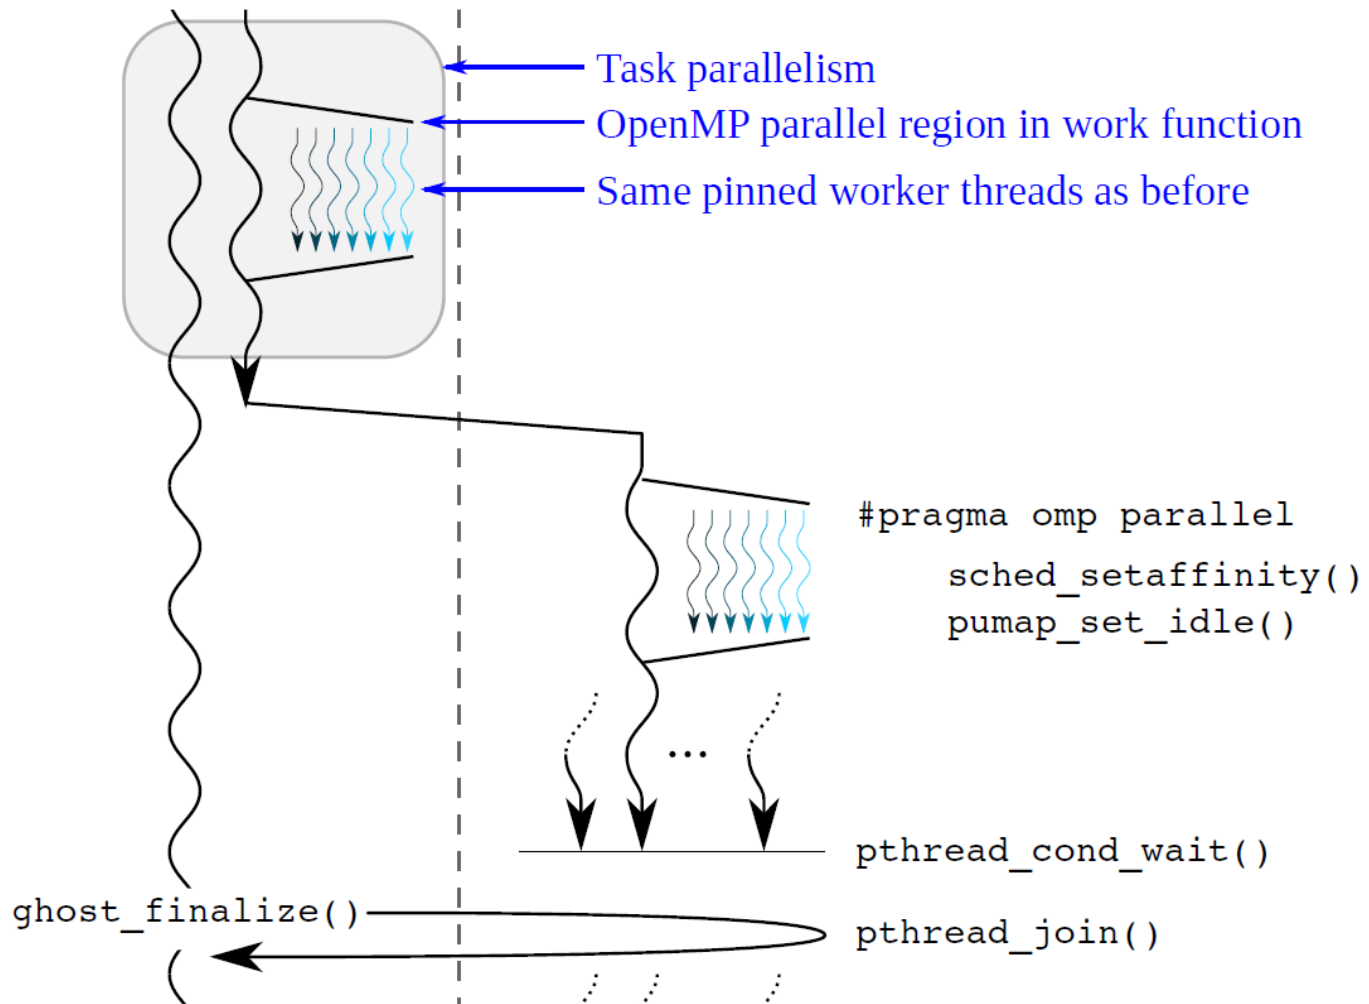 Task parallelism
OpenMP parallel region in work function
Same pinned worker threads as before
#pragma omp parallel
sched_setaffinity()
pumap_set_idle()
...
pthread_cond_wait()
ghost_finalize()
pthread_join()